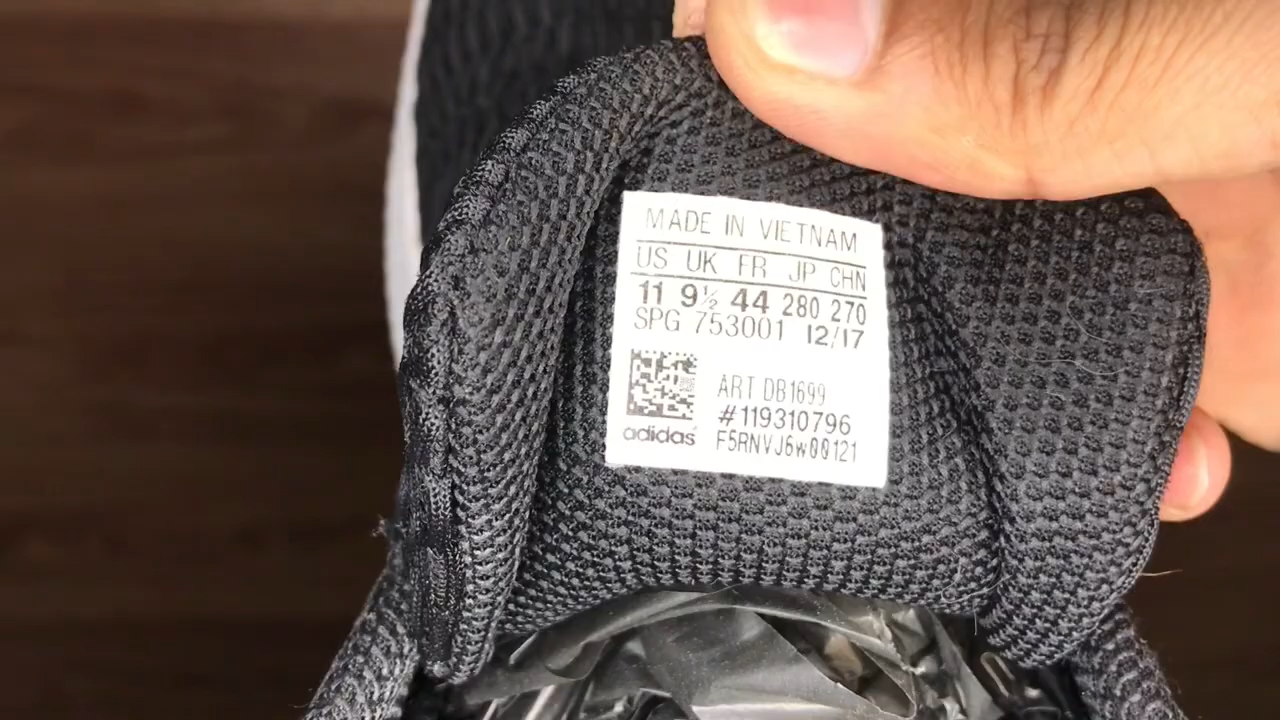 MADE IN VIETNAM
US UK FR JP CHN
11 9½ 44 280 270
SPG 753001 12/17
ART DB1699
#119310796
adidas F5RNVJ6w00121